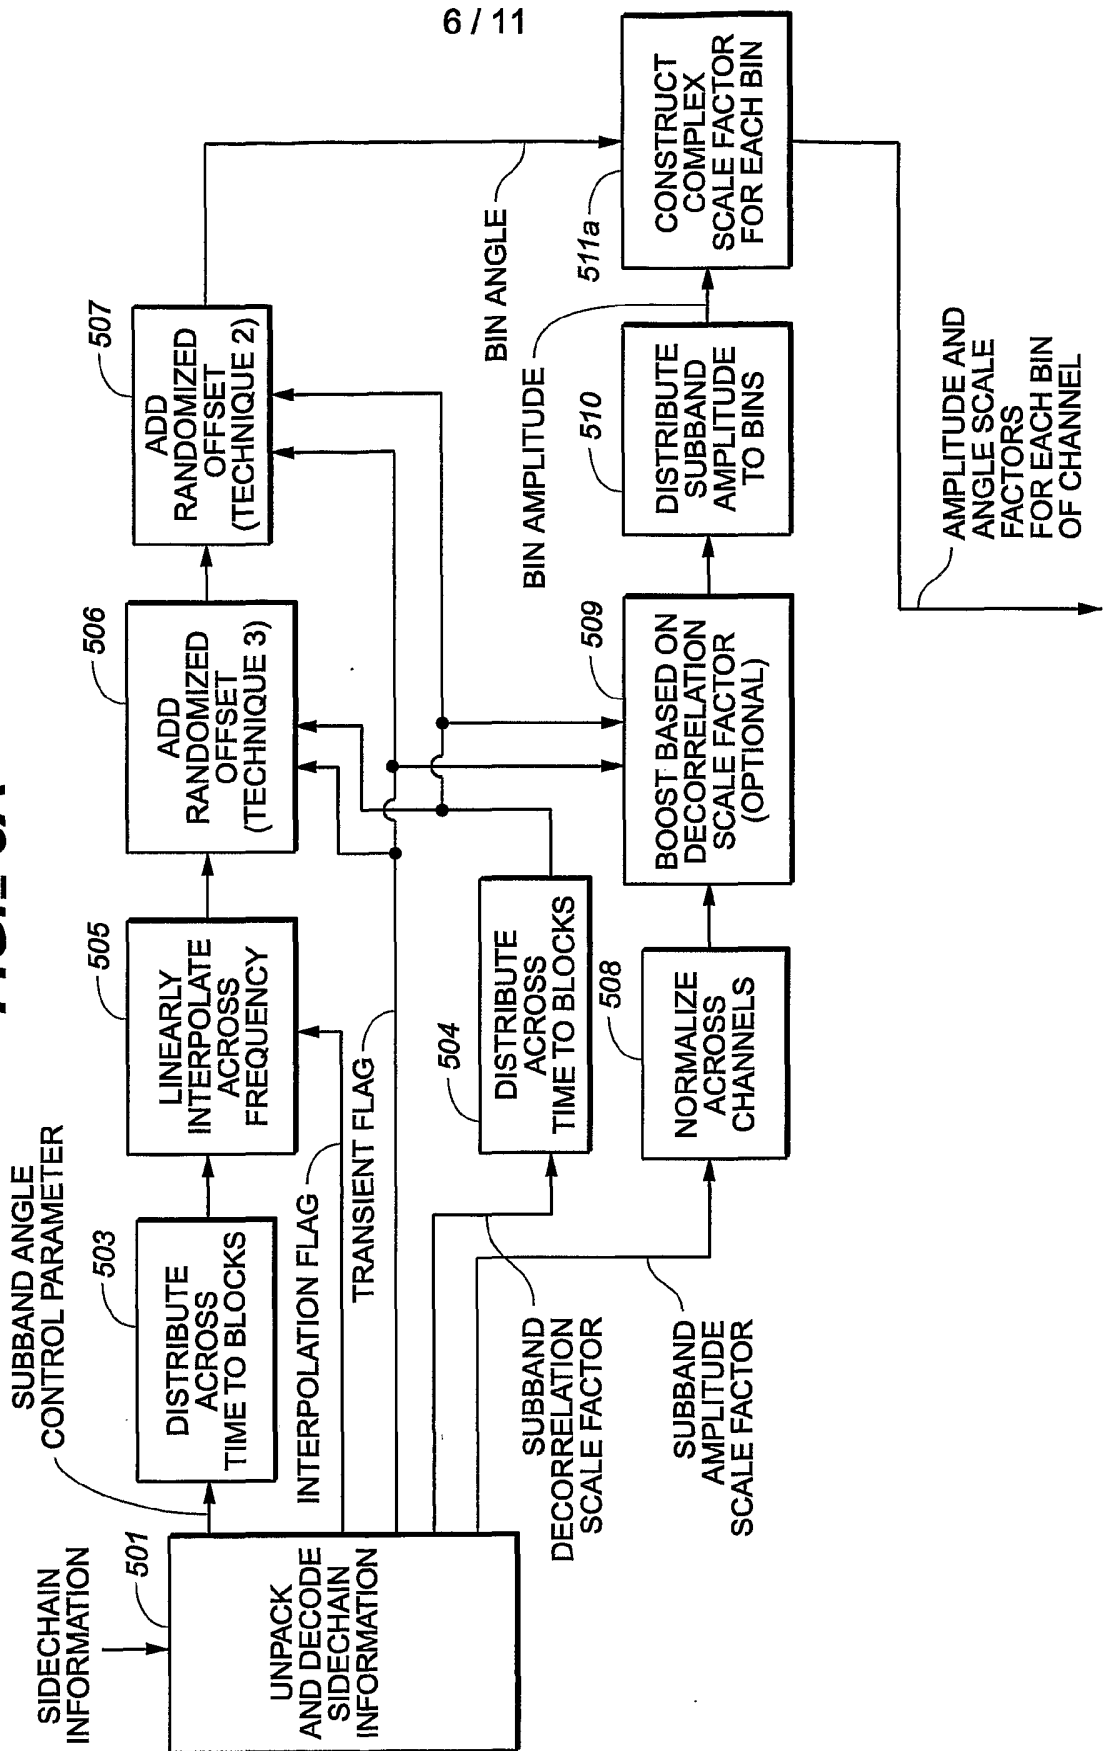 6 / 11
SIDECHAIN
INFORMATION
501
UNPACK
AND DECODE
SIDECHAIN
INFORMATION
SUBBAND ANGLE
CONTROL PARAMETER
503
DISTRIBUTE
ACROSS
TIME TO BLOCKS
505
LINEARLY
INTERPOLATE
ACROSS
FREQUENCY
506
ADD
RANDOMIZED
OFFSET
(TECHNIQUE 3)
507
ADD
RANDOMIZED
OFFSET
(TECHNIQUE 2)
INTERPOLATION FLAG
TRANSIENT FLAG
BIN ANGLE
SUBBAND
DECORRELATION
SCALE FACTOR
504
DISTRIBUTE
ACROSS
TIME TO BLOCKS
SUBBAND
AMPLITUDE
SCALE FACTOR
508
NORMALIZE
ACROSS
CHANNELS
509
BOOST BASED ON
DECORRELATION
SCALE FACTOR
(OPTIONAL)
BIN AMPLITUDE
510
DISTRIBUTE
SUBBAND
AMPLITUDE
TO BINS
511a
CONSTRUCT
COMPLEX
SCALE FACTOR
FOR EACH BIN
AMPLITUDE AND
ANGLE SCALE
FACTORS
FOR EACH BIN
OF CHANNEL